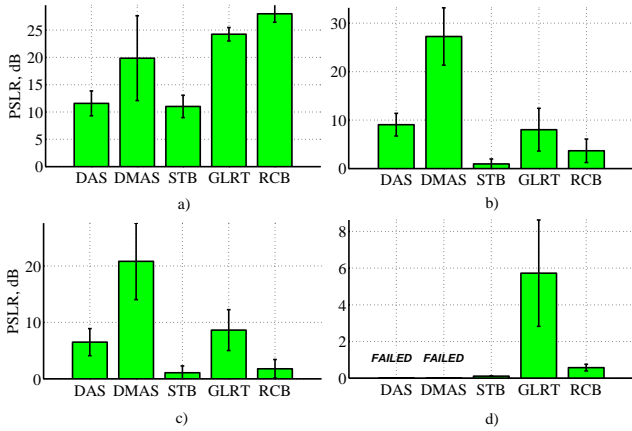 PSLR, dB
25
20
15
10
5
0
DAS DMAS STB GLRT RCB
a)
30
20
10
0
DAS DMAS STB GLRT RCB
b)
PSLR, dB
20
10
0
DAS DMAS STB GLRT RCB
c)
8
6
4
2
0
FAILED FAILED
DAS DMAS STB GLRT RCB
d)